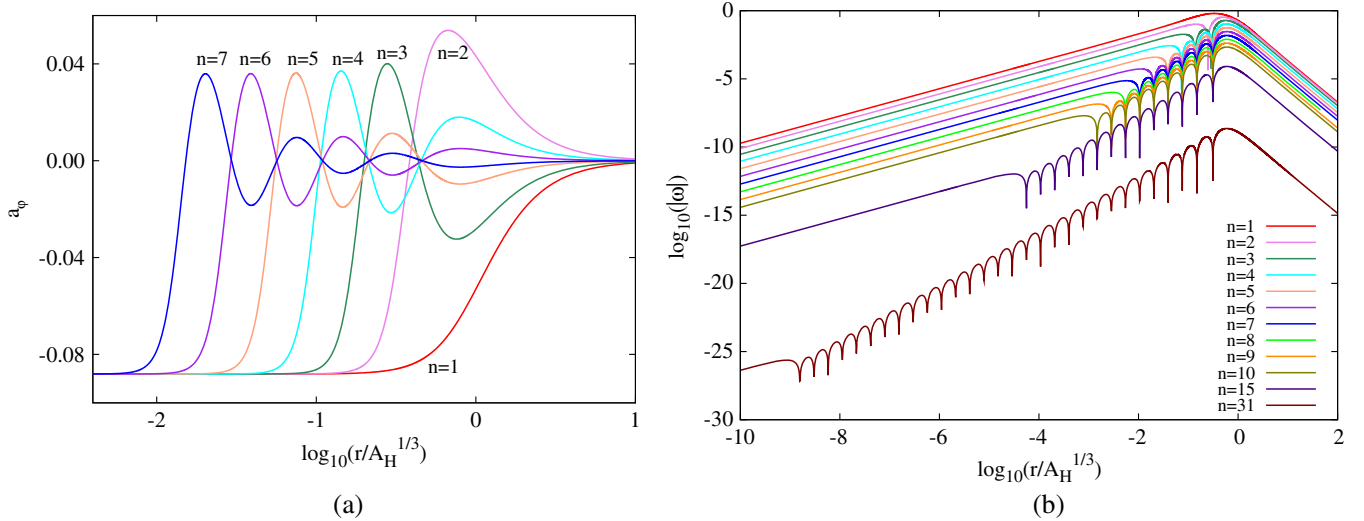 n=7 n=6 n=5 n=4 n=3 n=2
n=1
0.04
0.00
-0.04
-0.08
a_φ
-2 -1 0 1
log10(r/A_H^1/3)
(a)
0
-5
-10
-15
-20
-25
-30
log10(|ω|)
n=1
n=2
n=3
n=4
n=5
n=6
n=7
n=8
n=9
n=10
n=15
n=31
-10 -8 -6 -4 -2 0 2
log10(r/A_H^1/3)
(b)